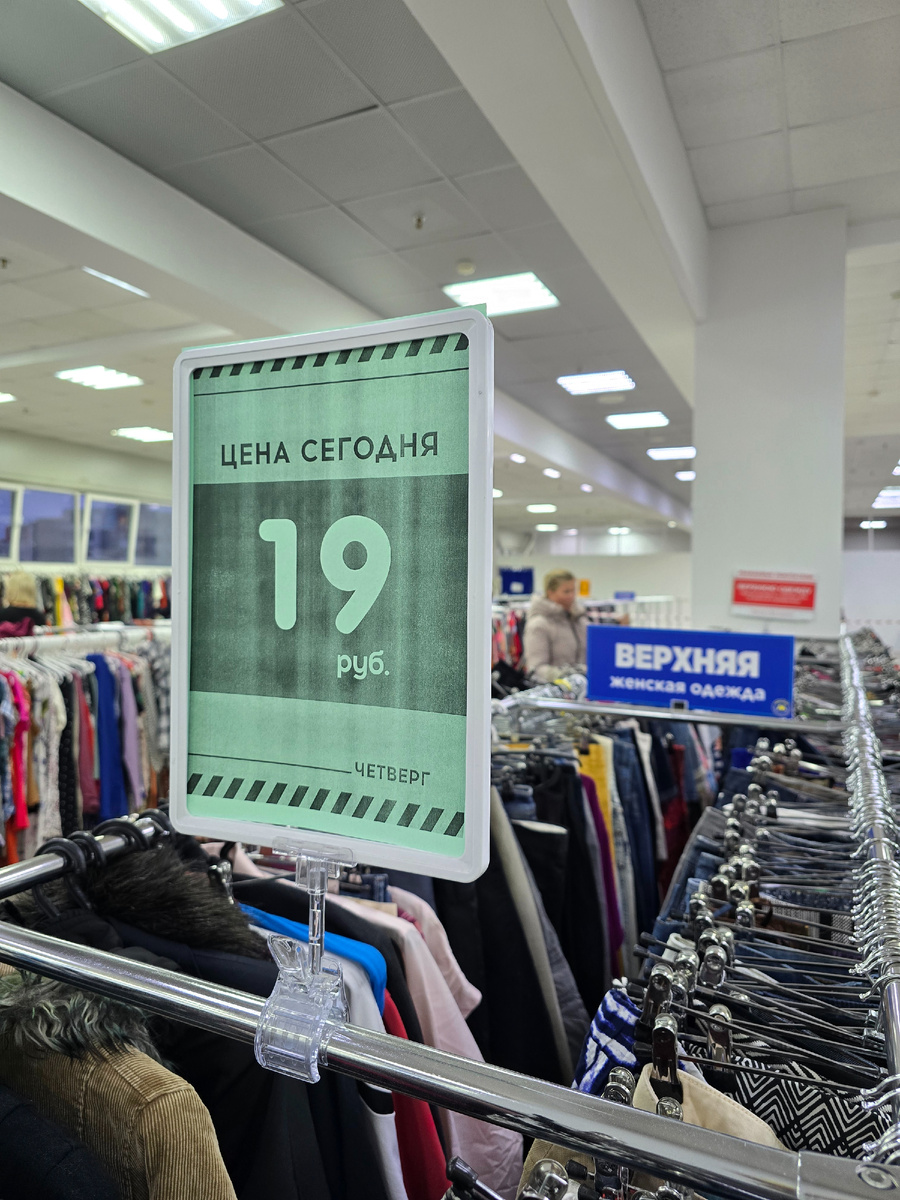 ЦЕНА СЕГОДНЯ
19
руб.
ЧЕТВЕРГ
ВЕРХНЯЯ
женская одежда